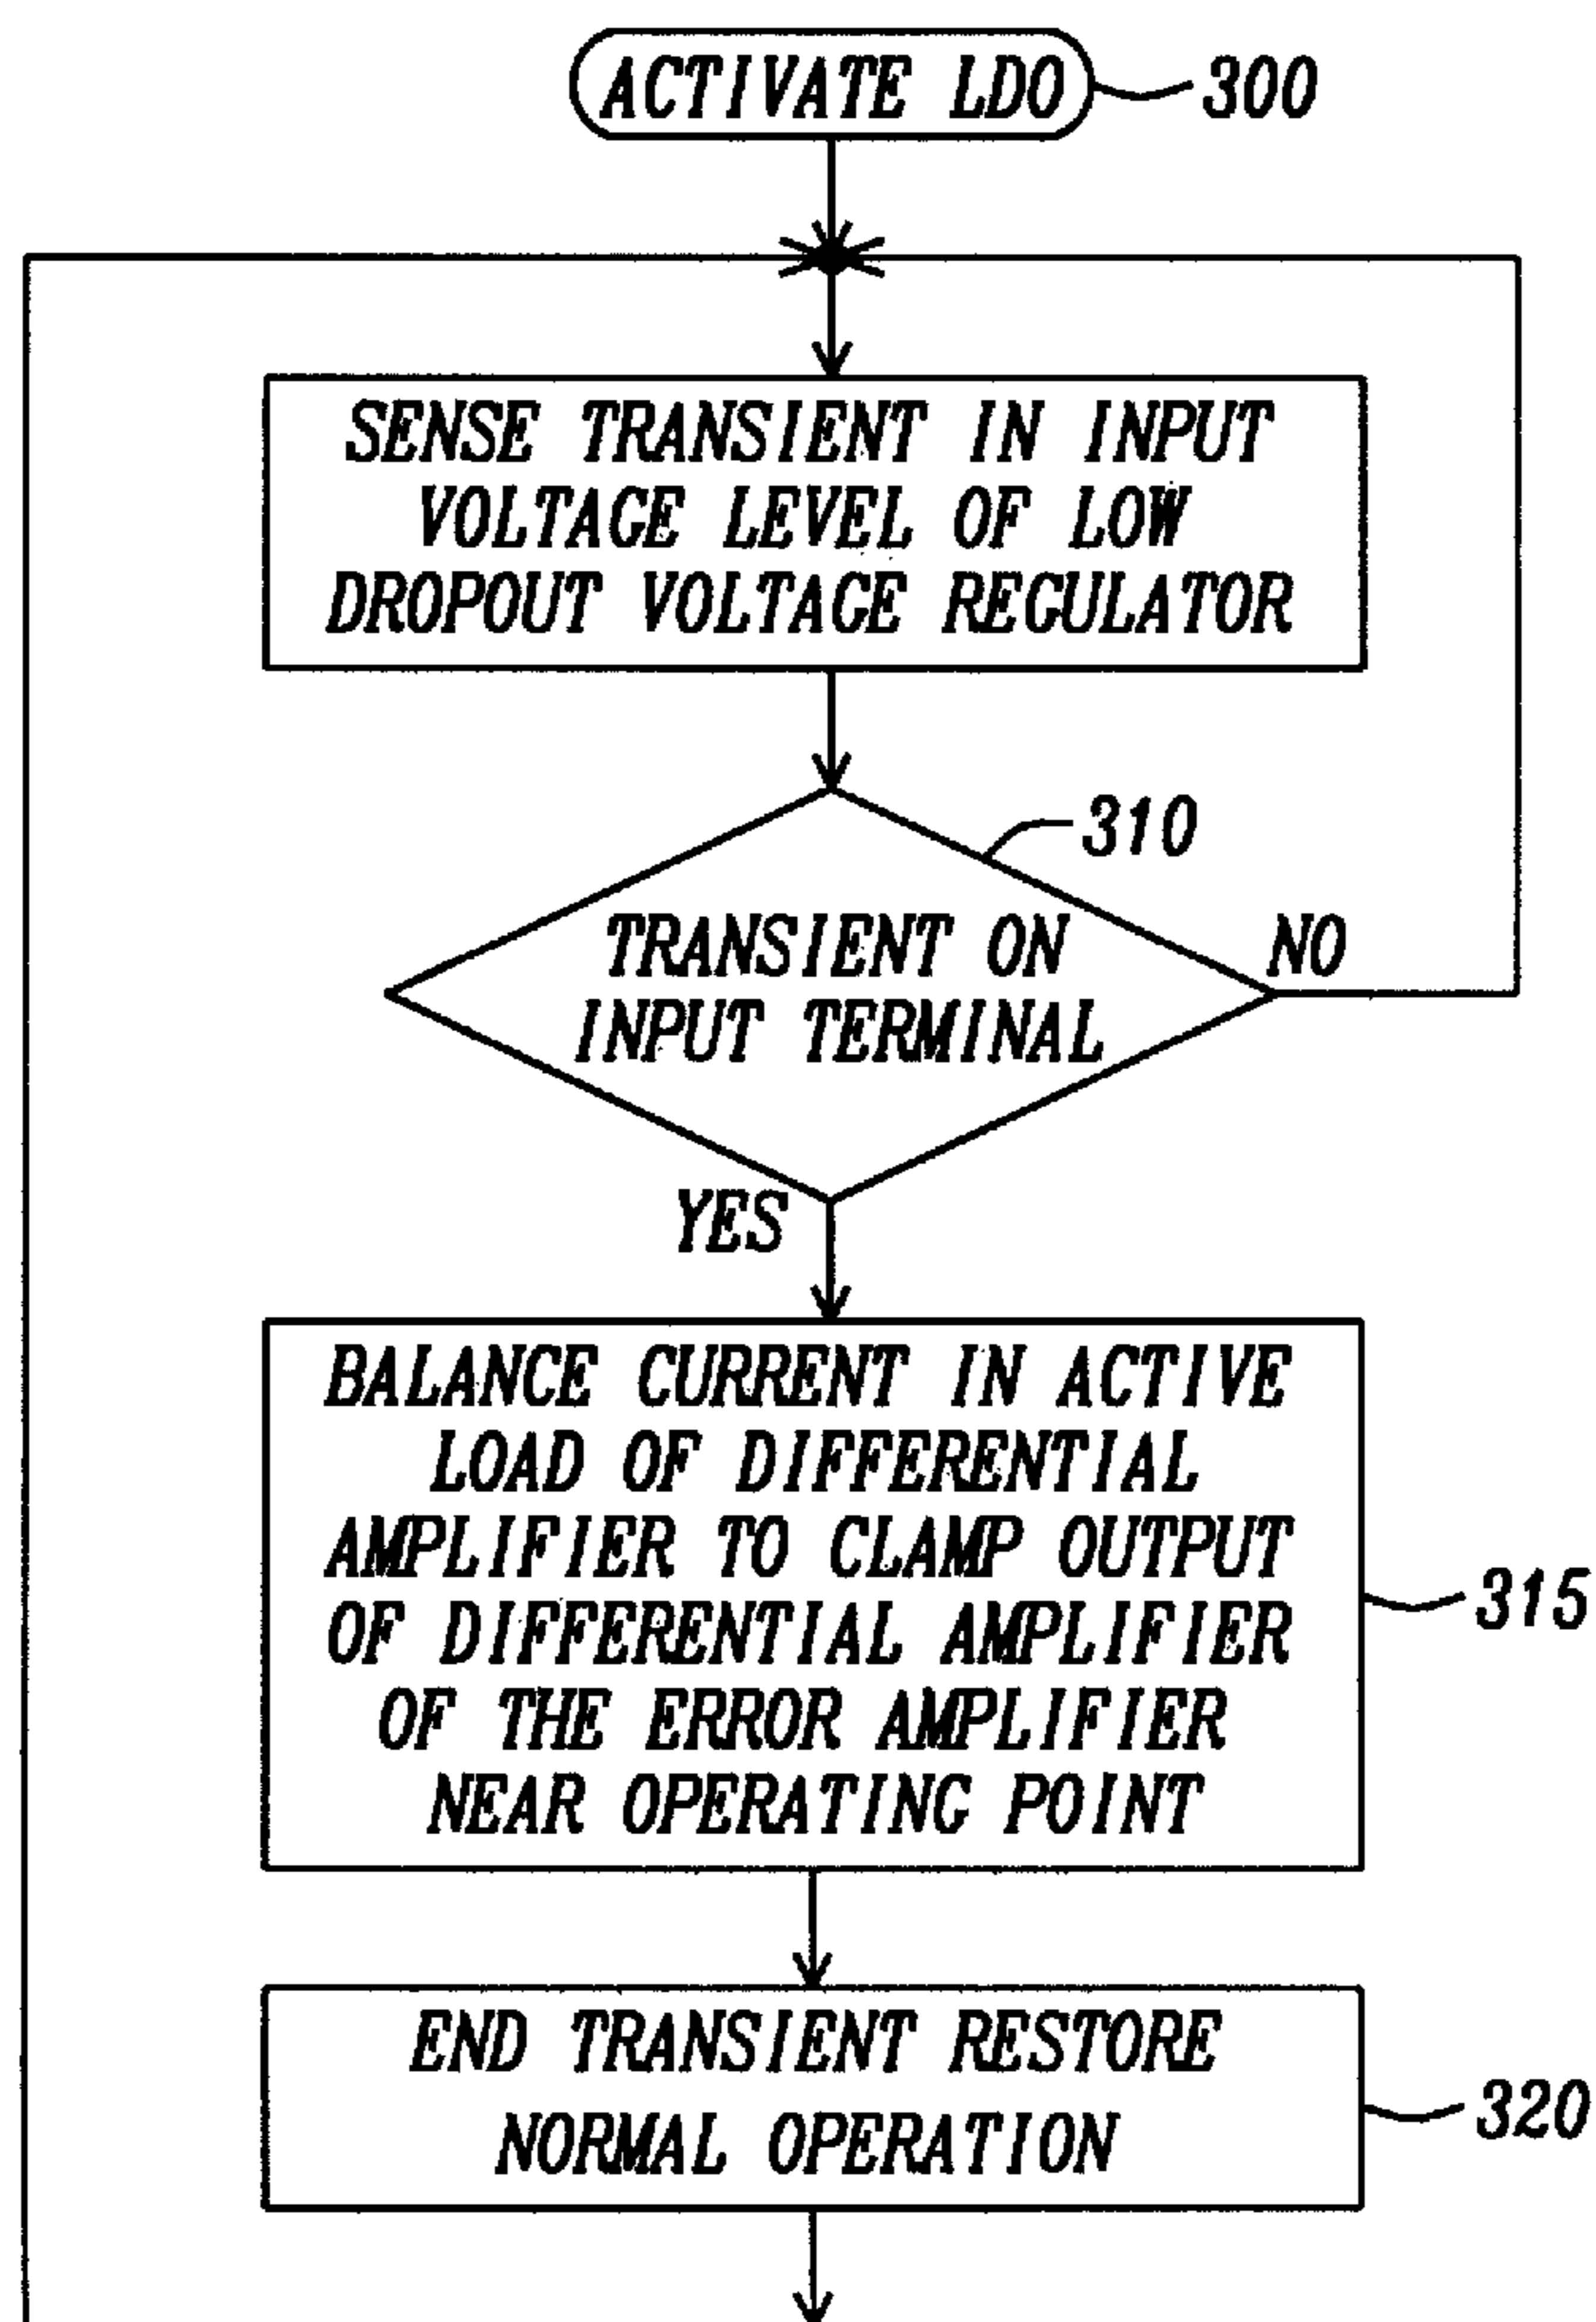 ACTIVATE LDO
300
SENSE TRANSIENT IN INPUT
VOLTAGE LEVEL OF LOW
DROPOUT VOLTAGE REGULATOR
310
TRANSIENT ON
INPUT TERMINAL
NO
YES
BALANCE CURRENT IN ACTIVE
LOAD OF DIFFERENTIAL
AMPLIFIER TO CLAMP OUTPUT
OF DIFFERENTIAL AMPLIFIER
OF THE ERROR AMPLIFIER
NEAR OPERATING POINT
315
END TRANSIENT RESTORE
NORMAL OPERATION
320